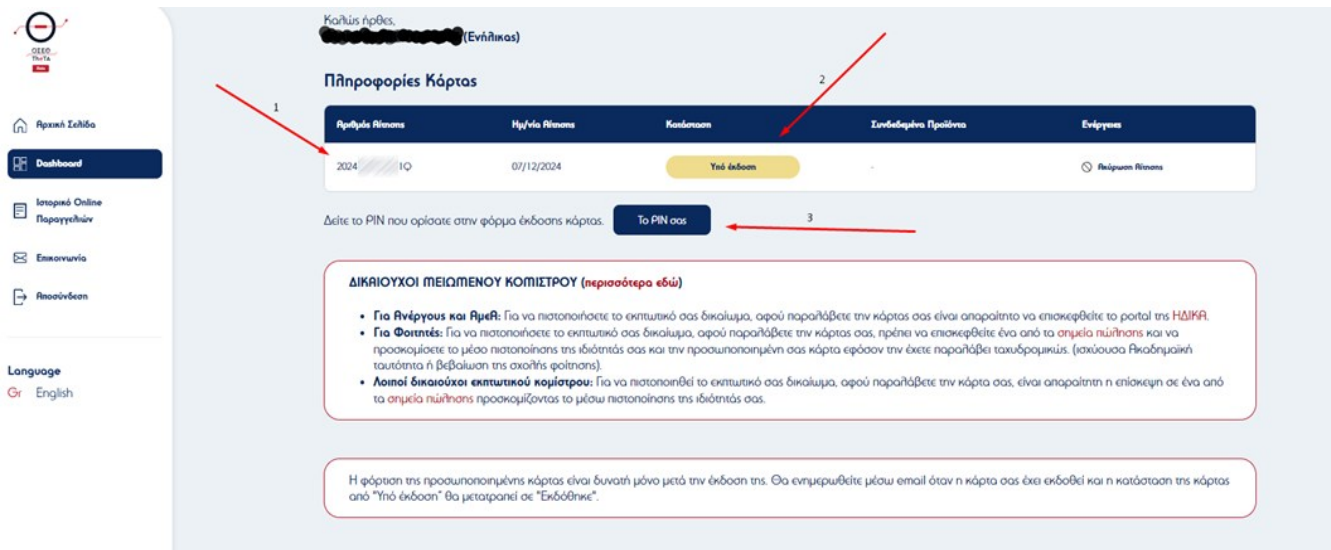 ΟΣΕΘ
ΤΗΕΤΑ
Καλώς ήρθες,
(Ενήλικας)
Πληροφορίες Κάρτας
1
2
Αριθμός Αίτησης Ημ/νία Αίτησης Κατάσταση Συνδεδεμένα Προϊόντα Ενέργειες
2024 1Q 07/12/2024 Υπό έκδοση - Ακύρωση Αίτησης
Δείτε το PIN που ορίσατε στην φόρμα έκδοσης κάρτας. Το PIN σας
3
ΔΙΚΑΙΟΥΧΟΙ ΜΕΙΩΜΕΝΟΥ ΚΟΜΙΣΤΡΟΥ (περισσότερα εδώ)
• Για Ανέργους και ΑμεΑ: Για να πιστοποιήσετε το εκπτωτικό σας δικαίωμα, αφού παραλάβετε την κάρτας σας είναι απαραίτητο να επισκεφθείτε το portal της ΗΔΙΚΑ.
• Για Φοιτητές: Για να πιστοποιήσετε το εκπτωτικό σας δικαίωμα, αφού παραλάβετε την κάρτας σας, πρέπει να επισκεφθείτε ένα από τα σημεία πώλησης και να
προσκομίσετε το μέσο πιστοποίησης της ιδιότητάς σας και την προσωποποιημένη σας κάρτα εφόσον την έχετε παραλάβει ταχυδρομικώς. (ισχύουσα Ακαδημαϊκή
ταυτότητα ή βεβαίωση της σχολής φοίτησης).
• Λοιποί δικαιούχοι εκπτωτικού κομίστρου: Για να πιστοποιηθεί το εκπτωτικό σας δικαίωμα, αφού παραλάβετε την κάρτα σας, είναι απαραίτητη η επίσκεψη σε ένα από
τα σημεία πώλησης προσκομίζοντας το μέσω πιστοποίησης της ιδιότητάς σας.
Η φόρτιση της προσωποποιημένης κάρτας είναι δυνατή μόνο μετά την έκδοση της. Θα ενημερωθείτε μέσω email όταν η κάρτα σας έχει εκδοθεί και η κατάσταση της κάρτας
από "Υπό έκδοση" θα μετατραπεί σε "Εκδόθηκε".
Αρχική Σελίδα
Dashboard
Ιστορικό Online
Παραγγελιών
Επικοινωνία
Αποσύνδεση
Language
Gr English